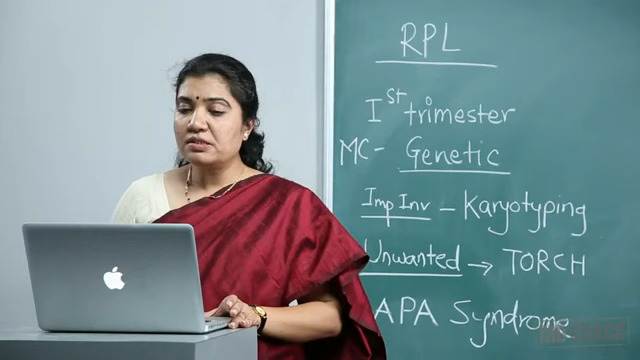 RPL
Ist trimester
MC- Genetic
Imp Inv - Karyotyping
Unwanted → TORCH
APA Syndrome